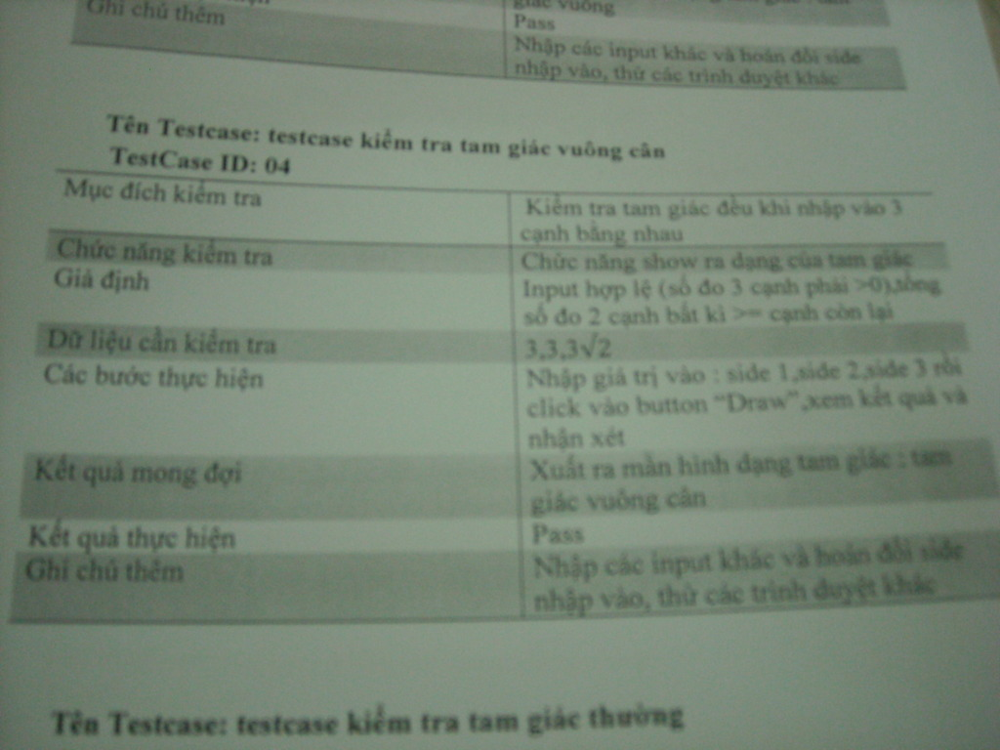 Ghi chú thêm
giác vuông
Pass
Nhập các input khác và hoán đổi side
nhập vào, thử các trình duyệt khác
Tên Testcase: testcase kiểm tra tam giác vuông cân
TestCase ID: 04
Mục đích kiểm tra
Kiểm tra tam giác đều khi nhập vào 3
cạnh bằng nhau
Chức năng kiểm tra
Chức năng show ra dạng của tam giác
Giả định
Input hợp lệ (số đo 3 cạnh phải >0),tổng
số đo 2 cạnh bất kì >= cạnh còn lại
Dữ liệu cần kiểm tra
3,3,3√2
Các bước thực hiện
Nhập giá trị vào : side 1,side 2,side 3 rồi
click vào button “Draw”,xem kết quả và
nhận xét
Kết quả mong đợi
Xuất ra màn hình dạng tam giác : tam
giác vuông cân
Kết quả thực hiện
Pass
Ghi chú thêm
Nhập các input khác và hoán đổi side
nhập vào, thử các trình duyệt khác
Tên Testcase: testcase kiểm tra tam giác thường